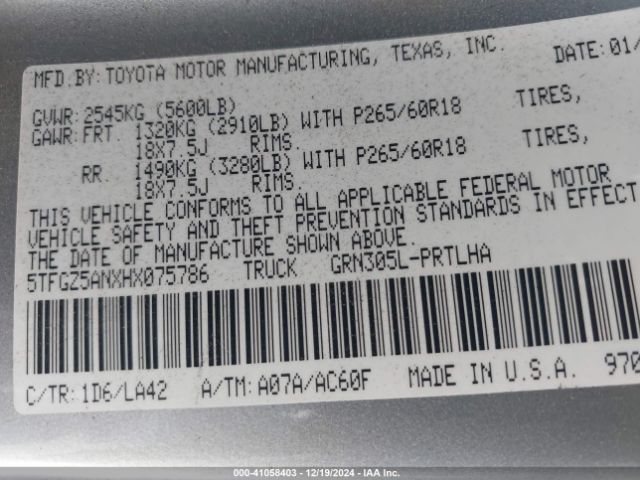 MFD.BY: TOYOTA MOTOR MANUFACTURING, TEXAS, INC. DATE: 01/
GVWR: 2545KG (5600LB)
GAWR: FRT 1320KG (2910LB) WITH P265/60R18 TIRES,
18X7.5J RIMS.
RR 1490KG (3280LB) WITH P265/60R18 TIRES,
18X7.5J RIMS.
THIS VEHICLE CONFORMS TO ALL APPLICABLE FEDERAL MOTOR
VEHICLE SAFETY AND THEFT PREVENTION STANDARDS IN EFFECT
THE DATE OF MANUFACTURE SHOWN ABOVE.
5TFGZ5ANXHX075786 TRUCK GRN305L-PRTLHA
C/TR: 1D6/LA42 A/TM: A07A/AC60F MADE IN U.S.A. 970
000-41058403 • 12/19/2024 • IAA Inc.